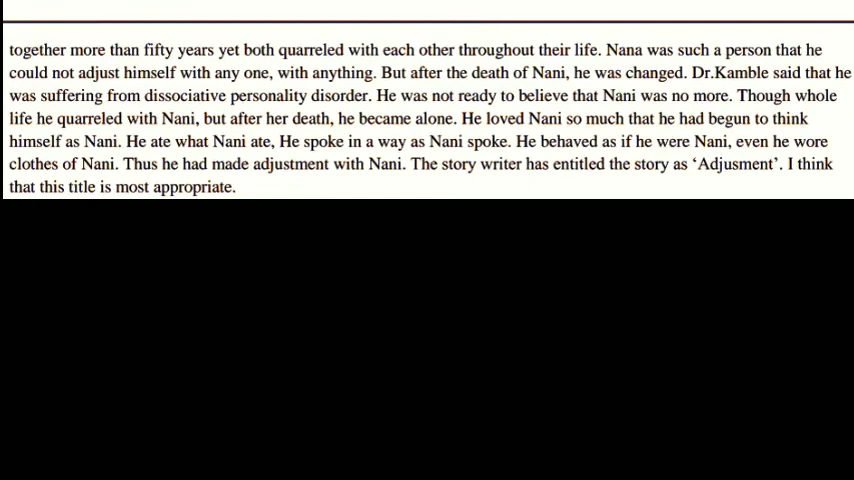 together more than fifty years yet both quarreled with each other throughout their life. Nana was such a person that he
could not adjust himself with any one, with anything. But after the death of Nani, he was changed. Dr.Kamble said that he
was suffering from dissociative personality disorder. He was not ready to believe that Nani was no more. Though whole
life he quarreled with Nani, but after her death, he became alone. He loved Nani so much that he had begun to think
himself as Nani. He ate what Nani ate, He spoke in a way as Nani spoke. He behaved as if he were Nani, even he wore
clothes of Nani. Thus he had made adjustment with Nani. The story writer has entitled the story as ‘Adjusment’. I think
that this title is most appropriate.